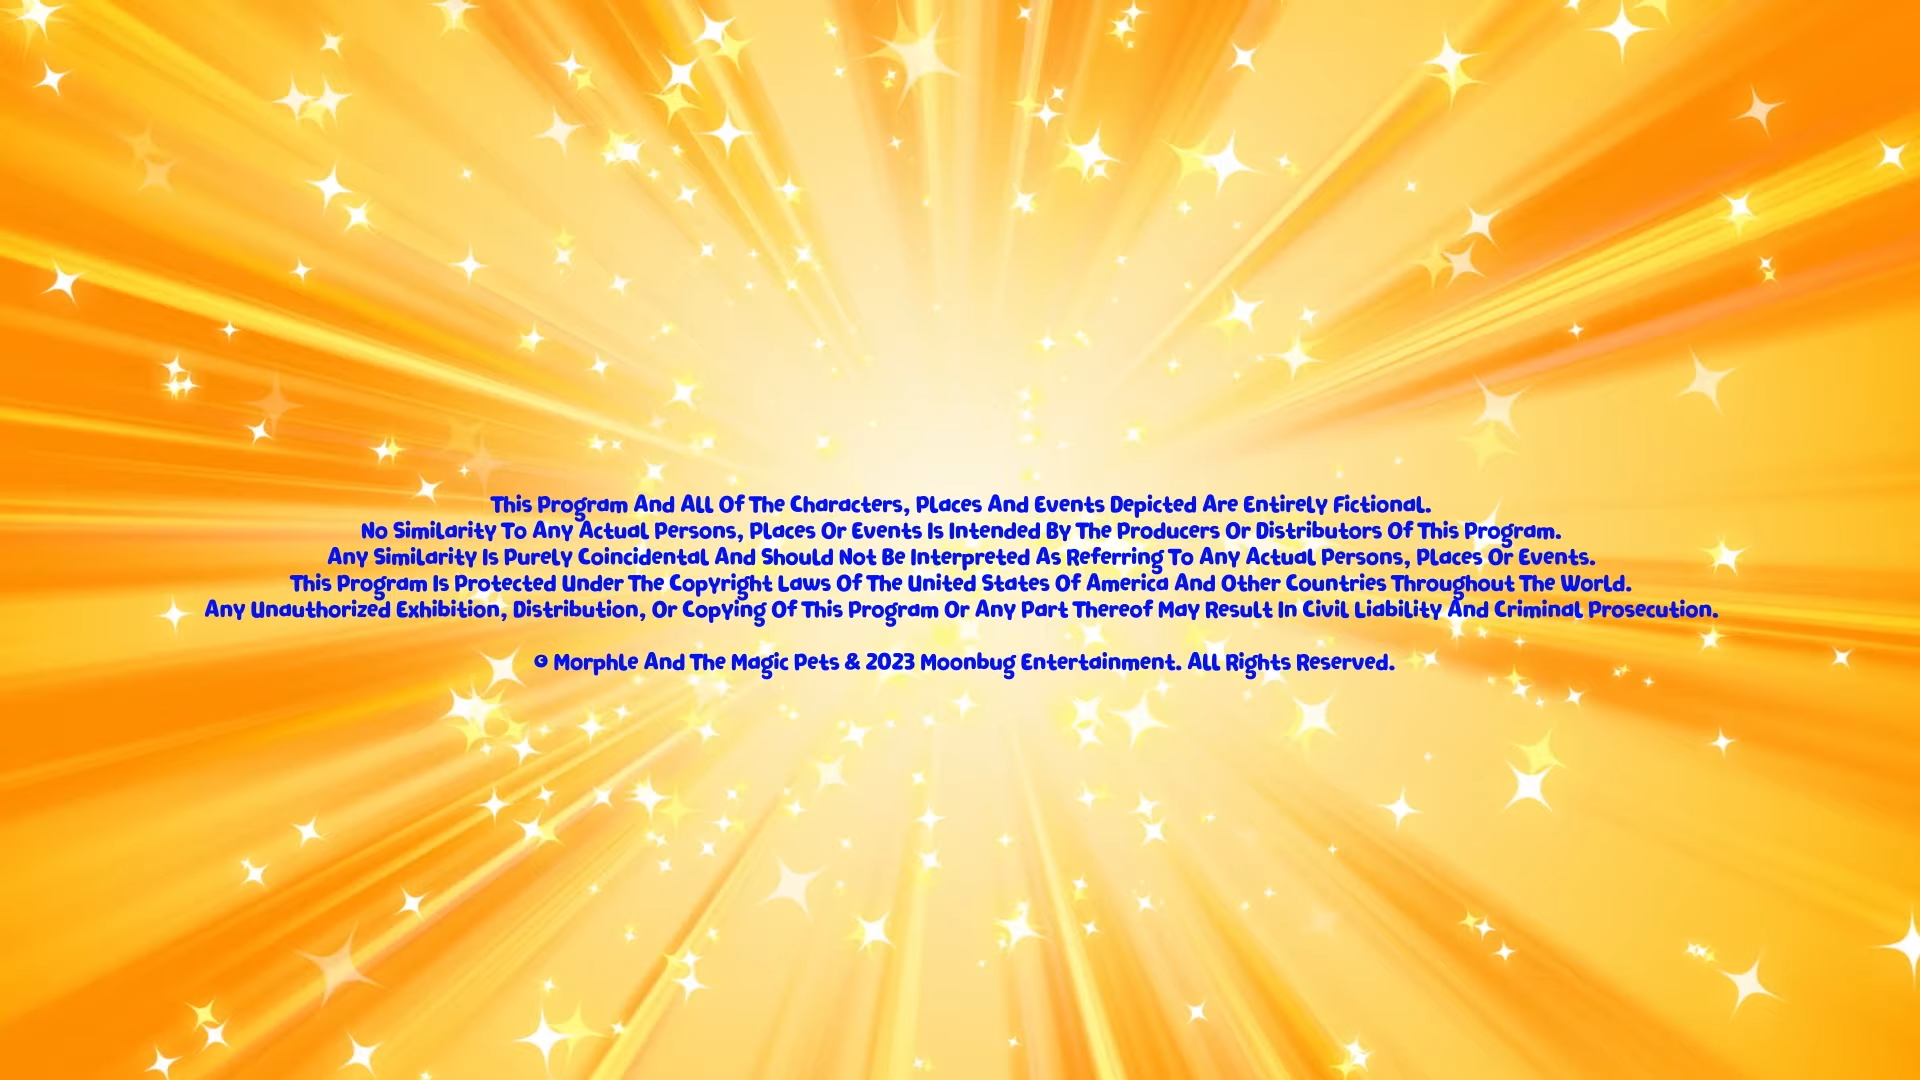 This Program And All Of The Characters, Places And Events Depicted Are Entirely Fictional.
No Similarity To Any Actual Persons, Places Or Events Is Intended By The Producers Or Distributors Of This Program.
Any Similarity Is Purely Coincidental And Should Not Be Interpreted As Referring To Any Actual Persons, Places Or Events.
This Program Is Protected Under The Copyright Laws Of The United States Of America And Other Countries Throughout The World.
Any Unauthorized Exhibition, Distribution, Or Copying Of This Program Or Any Part Thereof May Result In Civil Liability And Criminal Prosecution.
© Morphle And The Magic Pets & 2023 Moonbug Entertainment. All Rights Reserved.